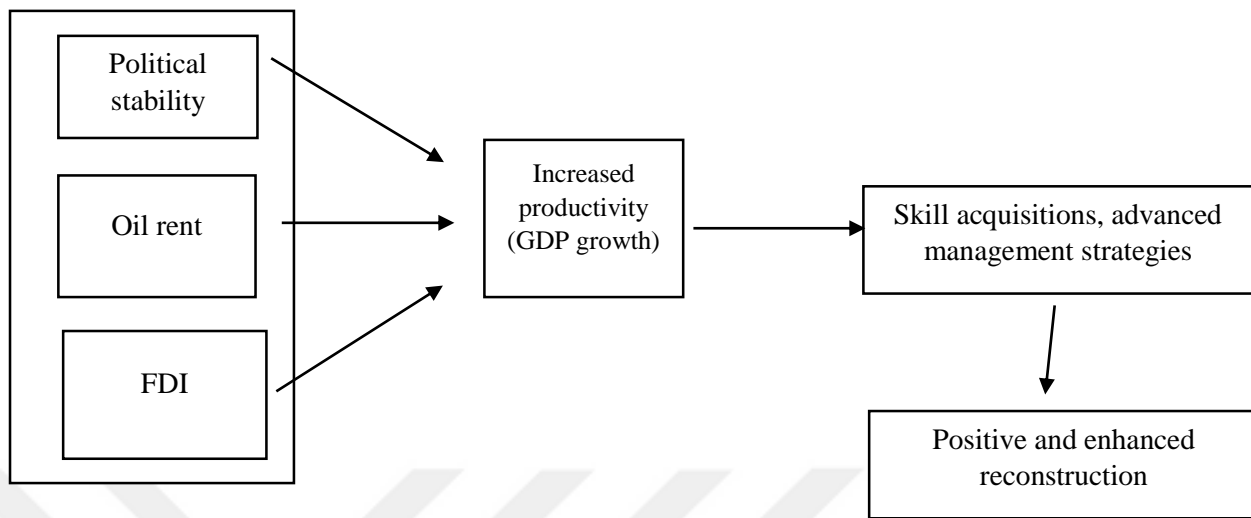 Political
stability
Oil rent
FDI
Increased
productivity
(GDP growth)
Skill acquisitions, advanced
management strategies
Positive and enhanced
reconstruction